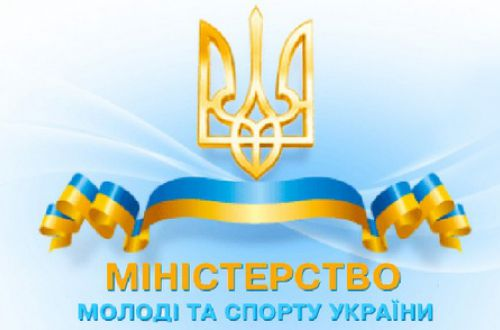 МІНІСТЕРСТВО
МОЛОДІ ТА СПОРТУ УКРАЇНИ